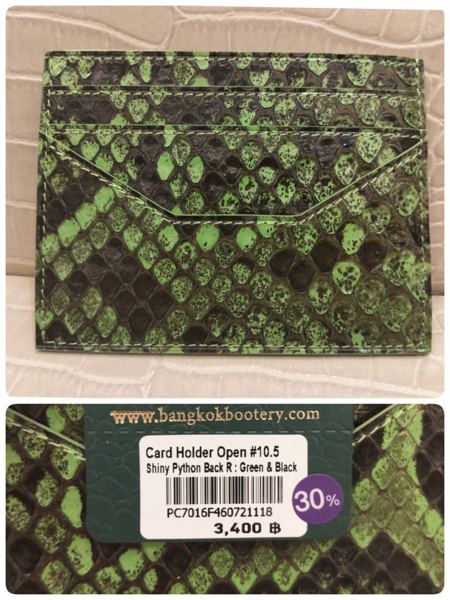 www.bangkokbootery.com
Card Holder Open #10.5
Shiny Python Back R : Green & Black
30%
PC7016F460721118
3,400 ฿